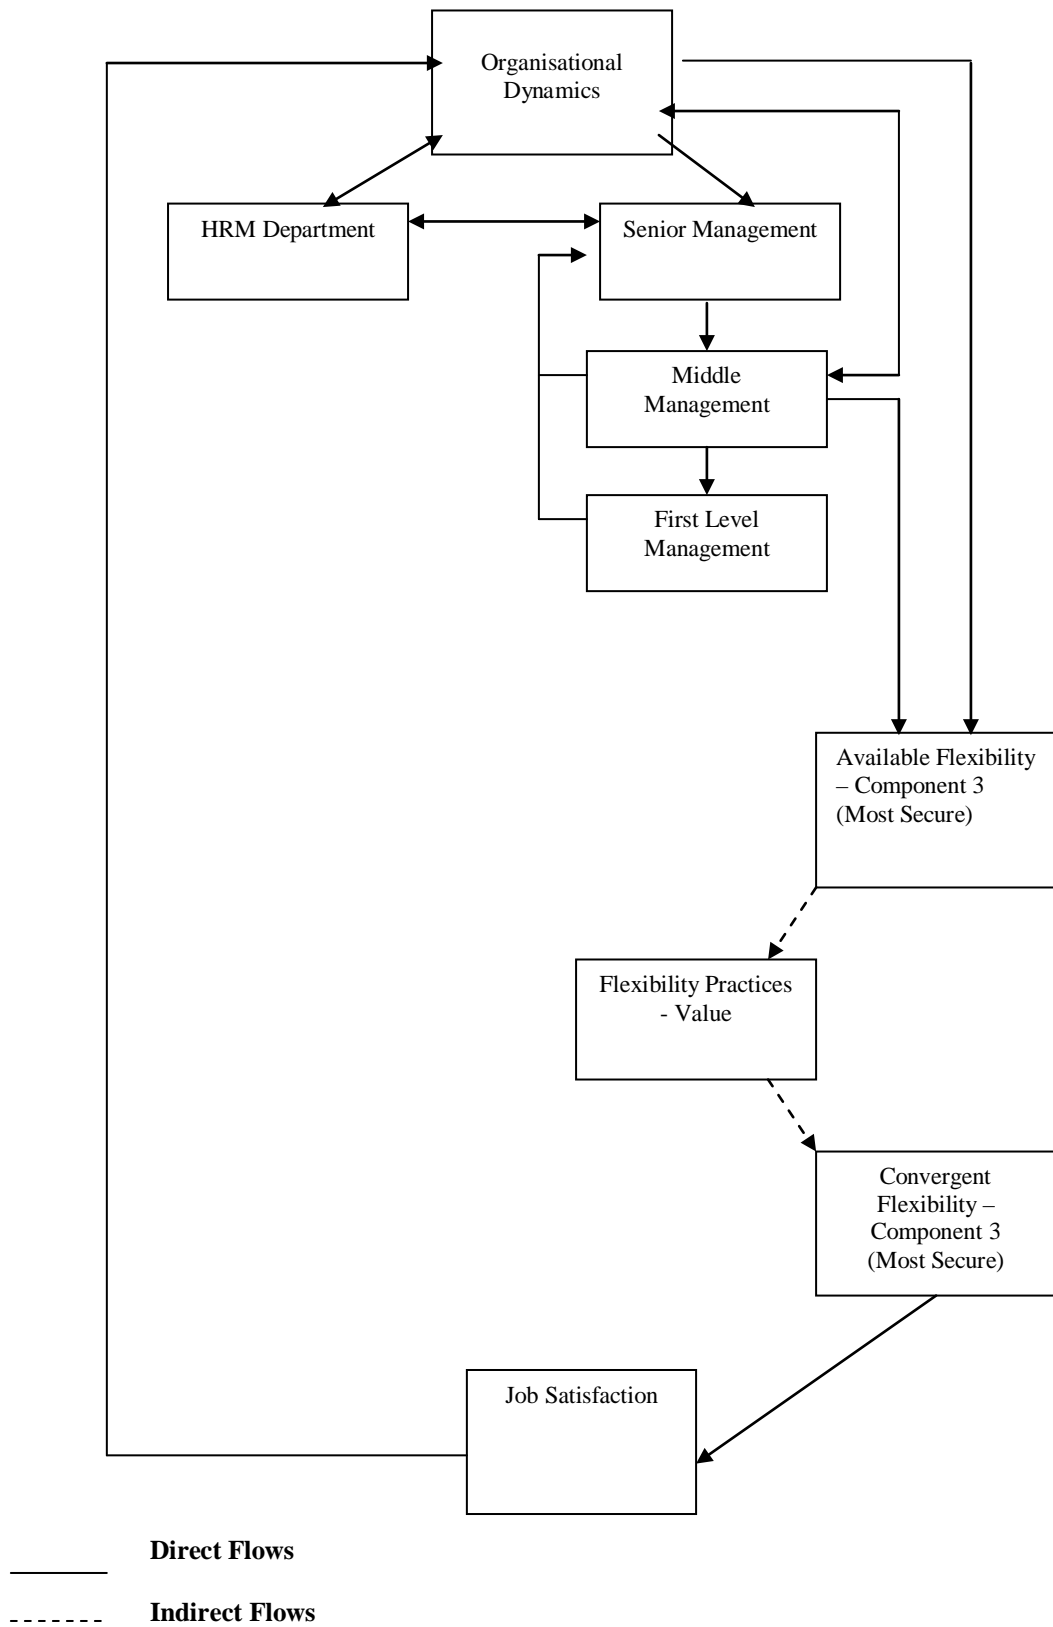 Organisational
Dynamics
HRM Department
Senior Management
Middle
Management
First Level
Management
Available Flexibility
– Component 3
(Most Secure)
Flexibility Practices
- Value
Convergent
Flexibility –
Component 3
(Most Secure)
Job Satisfaction
Direct Flows
Indirect Flows